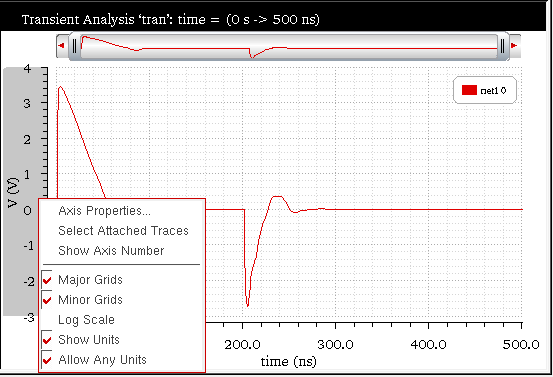 Transient Analysis ‘tran’: time = (0 s -> 500 ns)
net10
4
3
2
1
0
-1
-2
-3
V (V)
Axis Properties...
Select Attached Traces
Show Axis Number
Major Grids
Minor Grids
Log Scale
Show Units
Allow Any Units
200.0
300.0
400.0
500.0
time (ns)